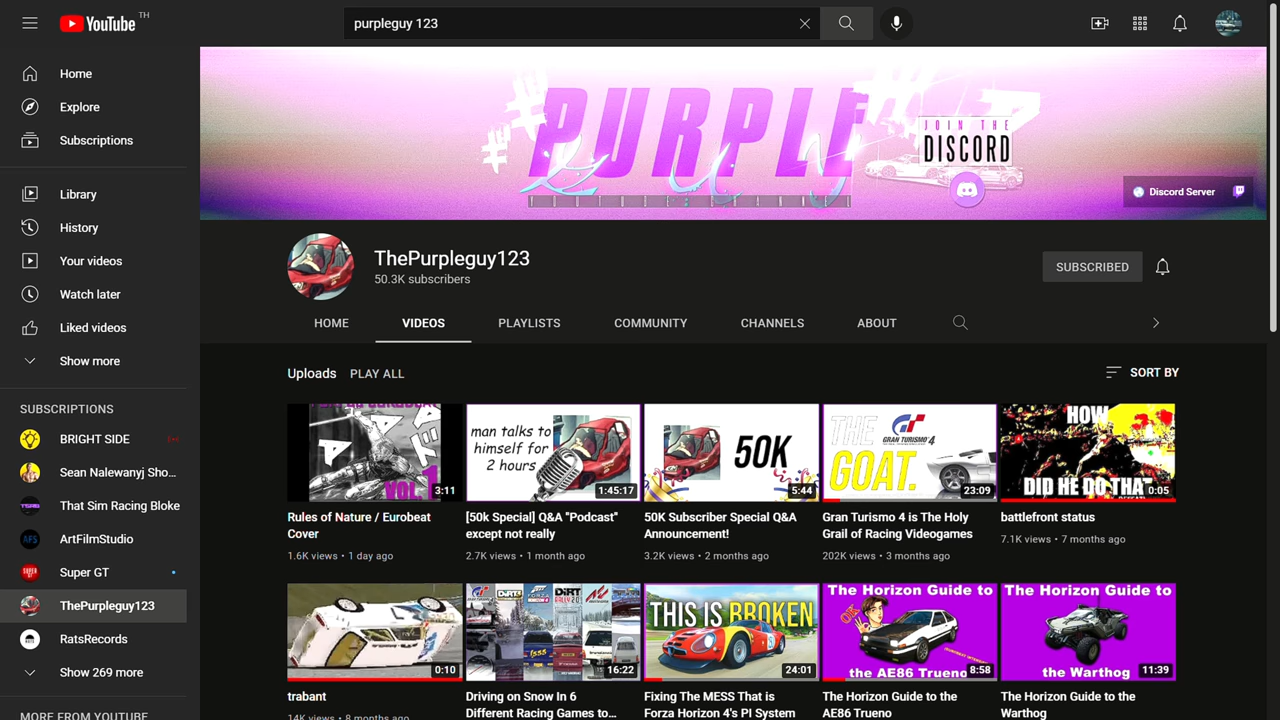 YouTube TH
purpleguy 123
Home
Explore
Subscriptions
Library
History
Your videos
Watch later
Liked videos
Show more
SUBSCRIPTIONS
BRIGHT SIDE
Sean Nalewanyj Sho...
That Sim Racing Bloke
ArtFilmStudio
Super GT
ThePurpleguy123
RatsRecords
Show 269 more
MORE FROM YOUTUBE
PURPLE
YOUTUBE CHANNEL
JOIN THE
DISCORD
Discord Server
ThePurpleguy123
50.3K subscribers
SUBSCRIBED
HOME VIDEOS PLAYLISTS COMMUNITY CHANNELS ABOUT
Uploads PLAY ALL
SORT BY
VOL.1
3:11
Rules of Nature / Eurobeat
Cover
1.6K views • 1 day ago
man talks to
himself for
2 hours
1:45:17
[50k Special] Q&A "Podcast"
except not really
2.7K views • 1 month ago
50K
5:44
50K Subscriber Special Q&A
Announcement!
3.2K views • 2 months ago
THE
GRAN TURISMO 4
GOAT.
23:09
Gran Turismo 4 is The Holy
Grail of Racing Videogames
202K views • 3 months ago
HOW
DID HE DO THAT
0:05
battlefront status
7.1K views • 7 months ago
0:10
trabant
14K views • 8 months ago
16:22
Driving on Snow In 6
Different Racing Games to...
THIS IS BROKEN
24:01
Fixing The MESS That is
Forza Horizon 4's PI System
The Horizon Guide to
OK
the AE86 Trueno
8:58
The Horizon Guide to the
AE86 Trueno
The Horizon Guide to
the Warthog
11:39
The Horizon Guide to the
Warthog